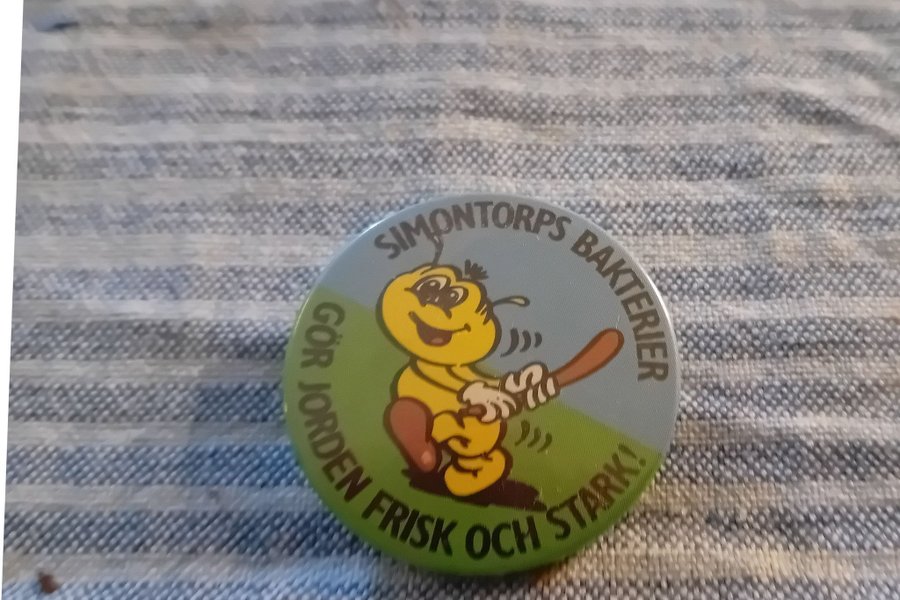 SIMONTORPS BAKTERIER
GÖR JORDEN FRISK OCH STARK!